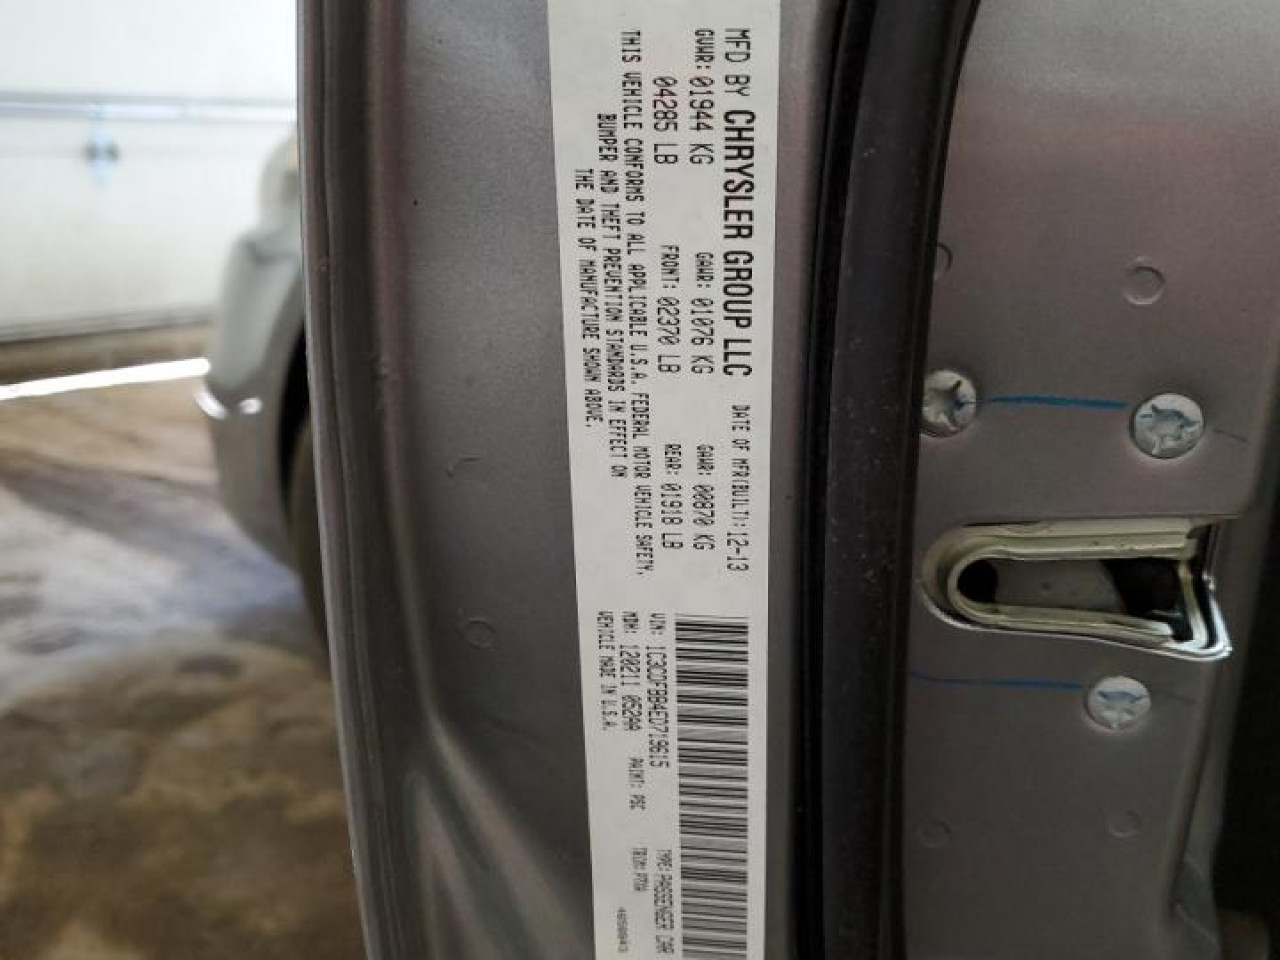 MFD BY CHRYSLER GROUP LLC DATE OF MFR(BUILT): 12-13
GVWR: 01944 KG GAWR: 01076 KG GAWR: 00870 KG
04285 LB FRONT: 02370 LB REAR: 01918 LB
THIS VEHICLE CONFORMS TO ALL APPLICABLE U.S.A. FEDERAL MOTOR VEHICLE SAFETY,
BUMPER AND THEFT PREVENTION STANDARDS IN EFFECT ON
THE DATE OF MANUFACTURE SHOWN ABOVE.
VIN: 1C3CDFBB4ED719615 TYPE: PASSENGER CAR
MDH: 120211 052AA PAINT: PSC TRIM:
VEHICLE MADE IN U.S.A.